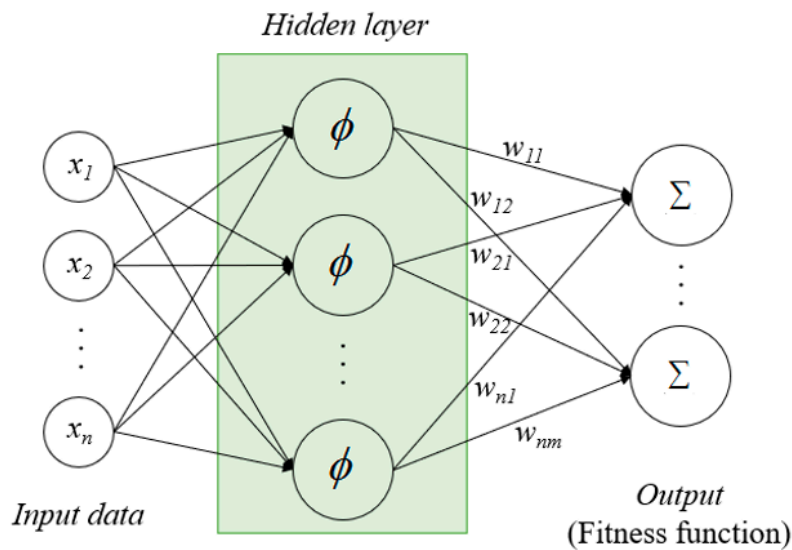 Hidden layer
x1
x2
xn
Input data
ϕ
ϕ
ϕ
w11
w12
w21
w22
wn1
wnm
Σ
Σ
Output
(Fitness function)